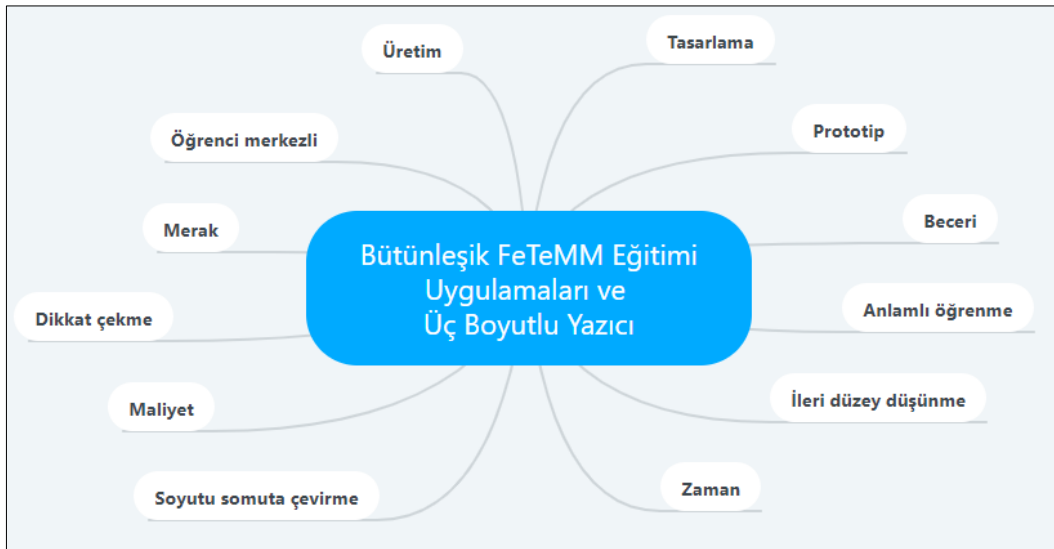 Üretim
Tasarlama
Öğrenci merkezli
Prototip
Merak
Beceri
Bütünleşik FeTeMM Eğitimi
Uygulamaları ve
Üç Boyutlu Yazıcı
Dikkat çekme
Anlamlı öğrenme
Maliyet
İleri düzey düşünme
Soyutu somuta çevirme
Zaman